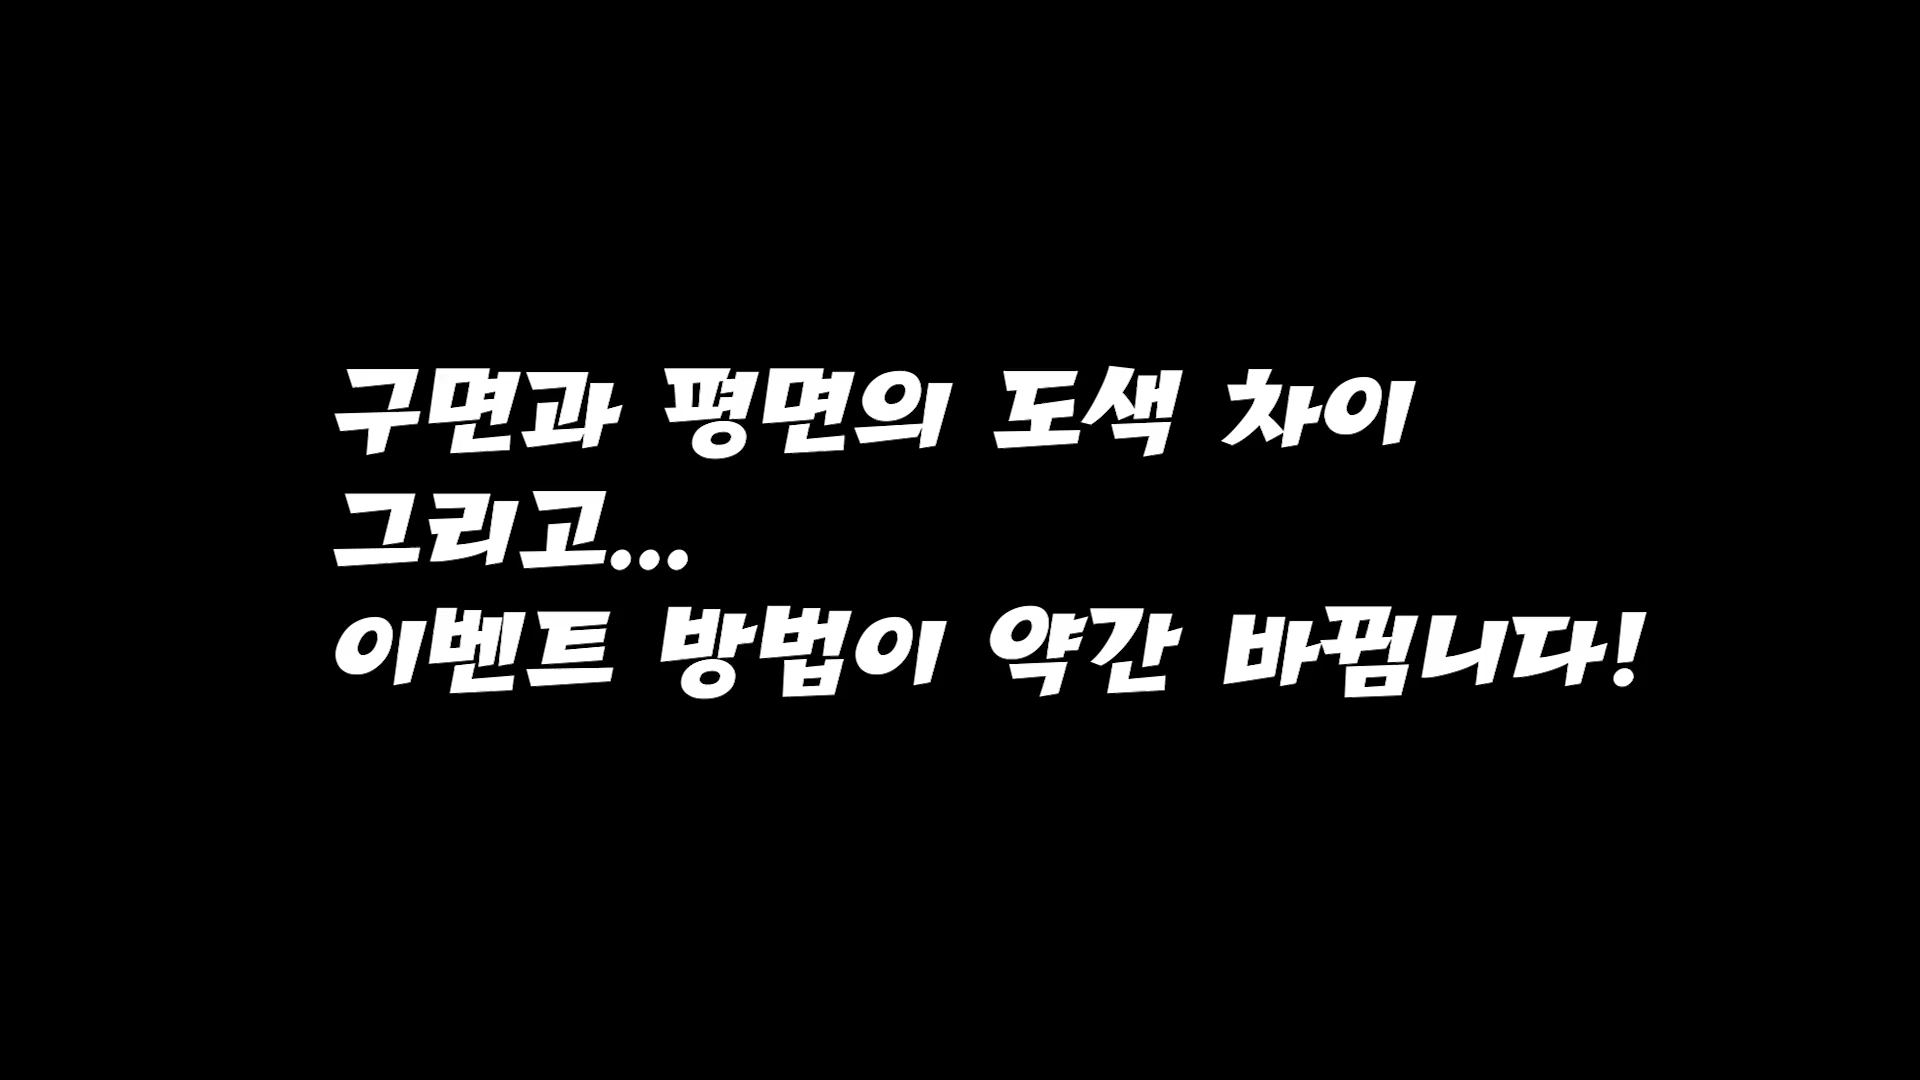 구면과 평면의 도색 차이
그리고...
이벤트 방법이 약간 바뀝니다!